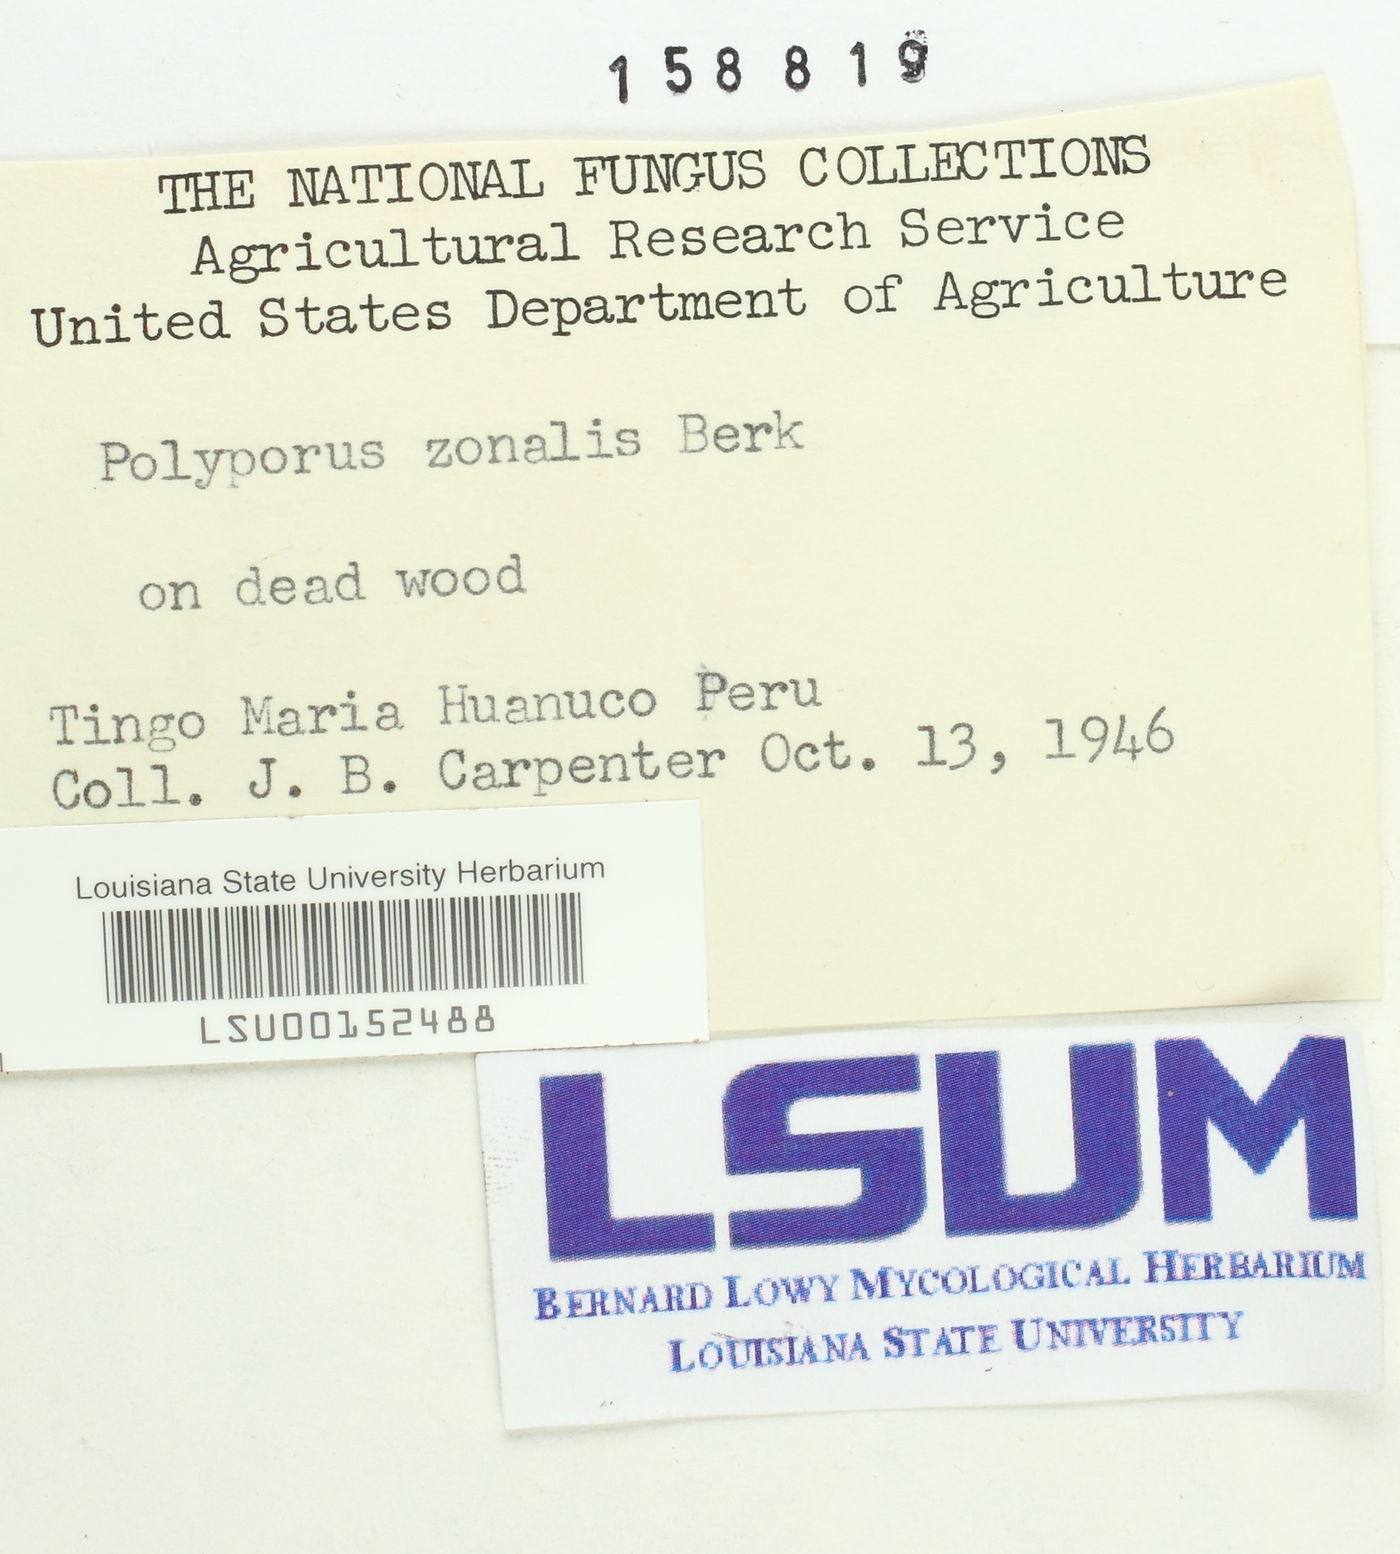 158819
THE NATIONAL FUNGUS COLLECTIONS
Agricultural Research Service
United States Department of Agriculture
Polyporus zonalis Berk
on dead wood
Tingo Maria Huanuco Peru
Coll. J. B. Carpenter Oct. 13, 1946
Louisiana State University Herbarium
LSU00152488
LSUM
BERNARD LOWY MYCOLOGICAL HERBARIUM
LOUISIANA STATE UNIVERSITY